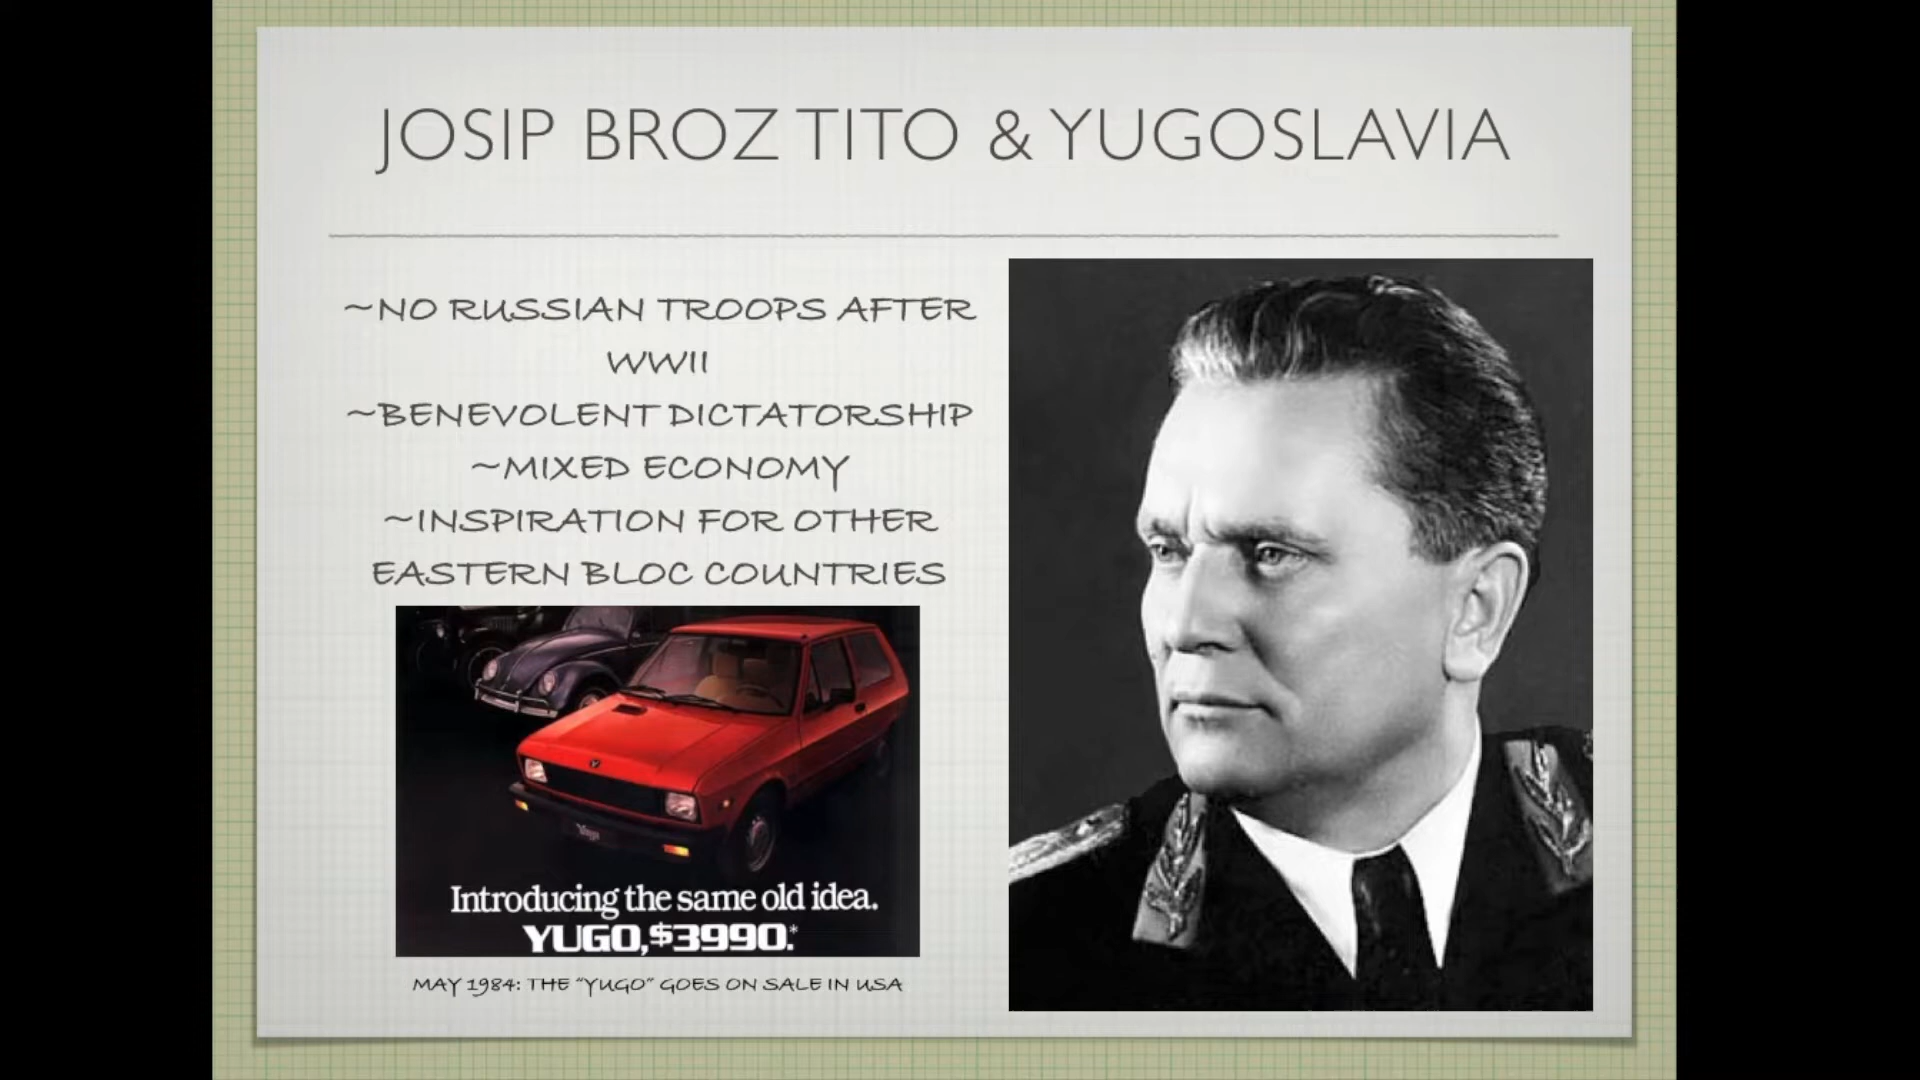 JOSIP BROZ TITO & YUGOSLAVIA
~NO RUSSIAN TROOPS AFTER
WWII
~BENEVOLENT DICTATORSHIP
~MIXED ECONOMY
~INSPIRATION FOR OTHER
EASTERN BLOC COUNTRIES
Yugo
Introducing the same old idea.
YUGO, $3990.*
MAY 1984: THE "YUGO" GOES ON SALE IN USA